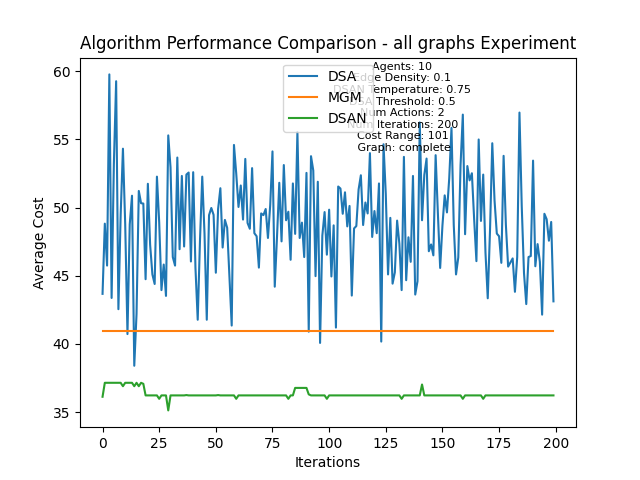 Algorithm Performance Comparison - all graphs Experiment
Agents: 10
Edge Density: 0.1
DSAN Temperature: 0.75
DSA Threshold: 0.5
Num Actions: 2
Num Iterations: 200
Cost Range: 101
Graph: complete
DSA
MGM
DSAN
Average Cost
60
55
50
45
40
35
0
25
50
75
100
125
150
175
200
Iterations